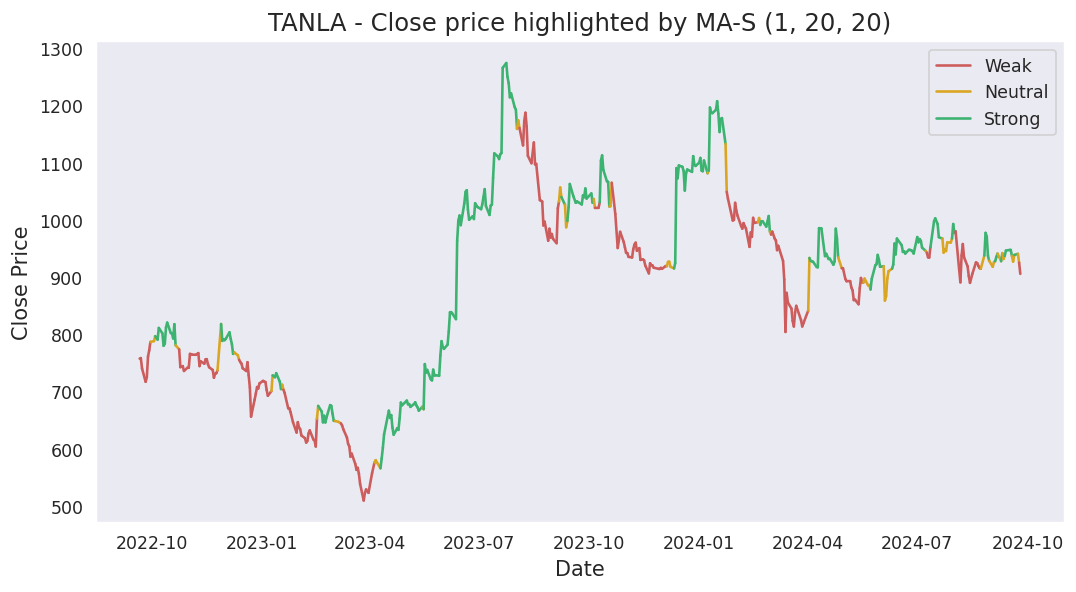 TANLA - Close price highlighted by MA-S (1, 20, 20)
Close Price
1300
1200
1100
1000
900
800
700
600
500
Weak
Neutral
Strong
2022-10 2023-01 2023-04 2023-07 2023-10 2024-01 2024-04 2024-07 2024-10
Date